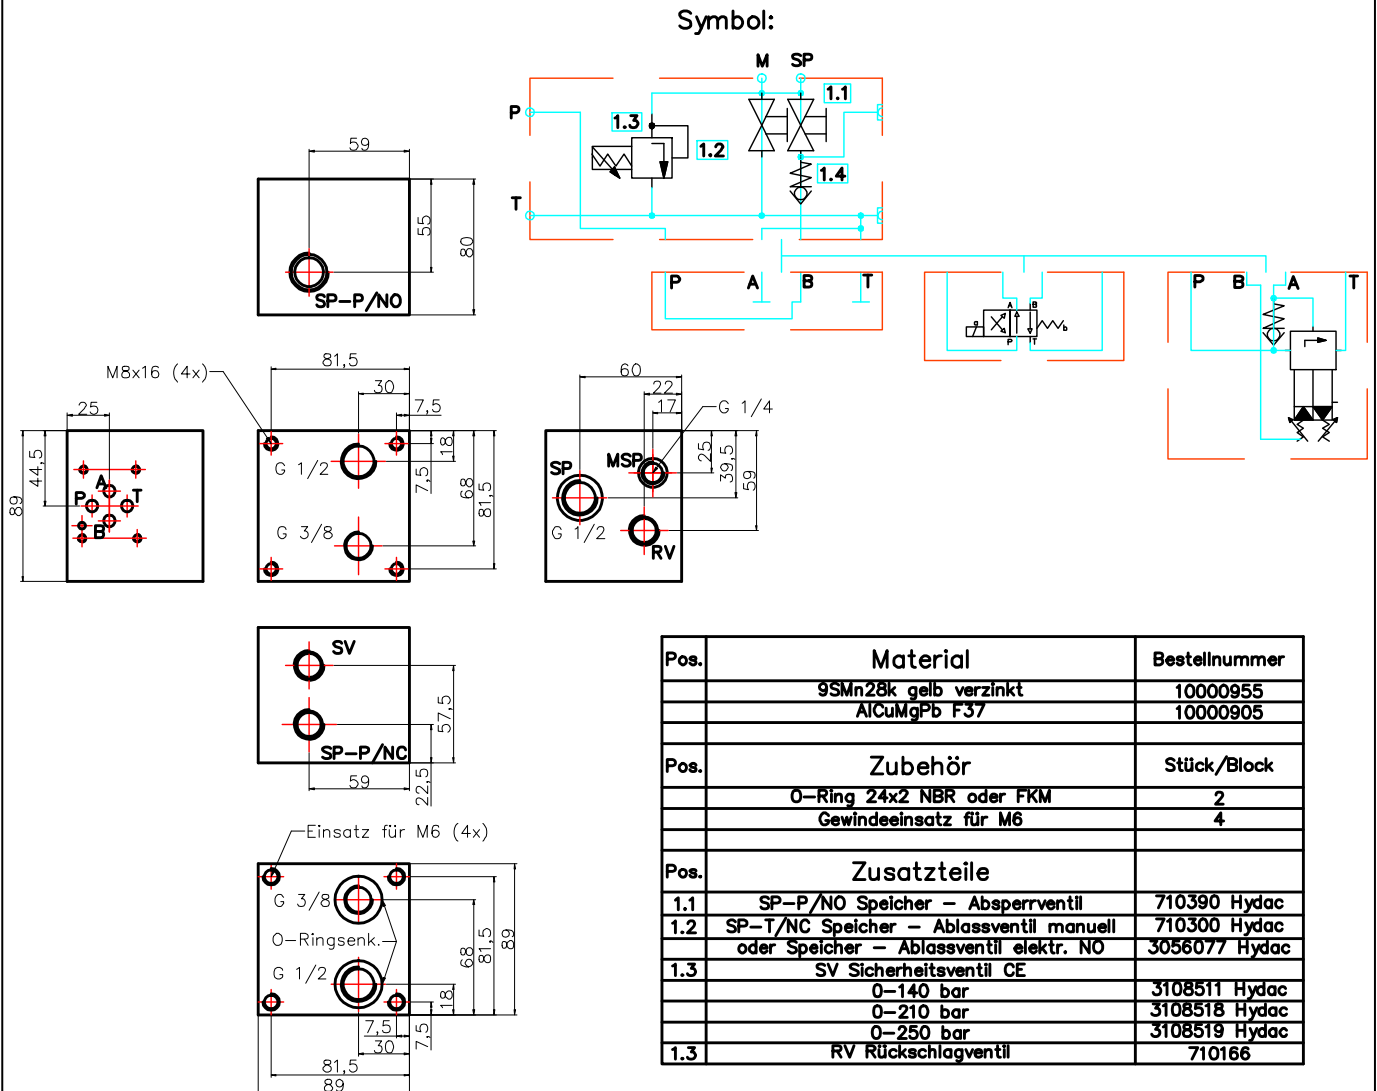 Symbol:
M SP
1.1
P
1.3
1.2
1.4
T
P A B T
A B
a b
P T
P B A T
59
55
80
SP-P/NO
M8x16 (4x)
81,5
30
7,5
G 1/2
G 3/8
18
7,5
68
81,5
25
44,5
89
A
P T
B
60
22
17
G 1/4
SP MSP
G 1/2
RV
25
39,5
59
SV
SP-P/NC
57,5
22,5
59
Einsatz für M6 (4x)
G 3/8
O-Ringsenk.
G 1/2
18
68
81,5
89
7,5
7,5
30
81,5
89
Pos. Material Bestellnummer
9SMn28k gelb verzinkt 10000955
AlCuMgPb F37 10000905
Pos. Zubehör Stück/Block
O-Ring 24x2 NBR oder FKM 2
Gewindeeinsatz für M6 4
Pos. Zusatzteile
1.1 SP-P/NO Speicher - Absperrventil 710390 Hydac
1.2 SP-T/NC Speicher - Ablassventil manuell 710300 Hydac
oder Speicher - Ablassventil elektr. NO 3056077 Hydac
1.3 SV Sicherheitsventil CE
0-140 bar 3108511 Hydac
0-210 bar 3108518 Hydac
0-250 bar 3108519 Hydac
1.3 RV Rückschlagventil 710166